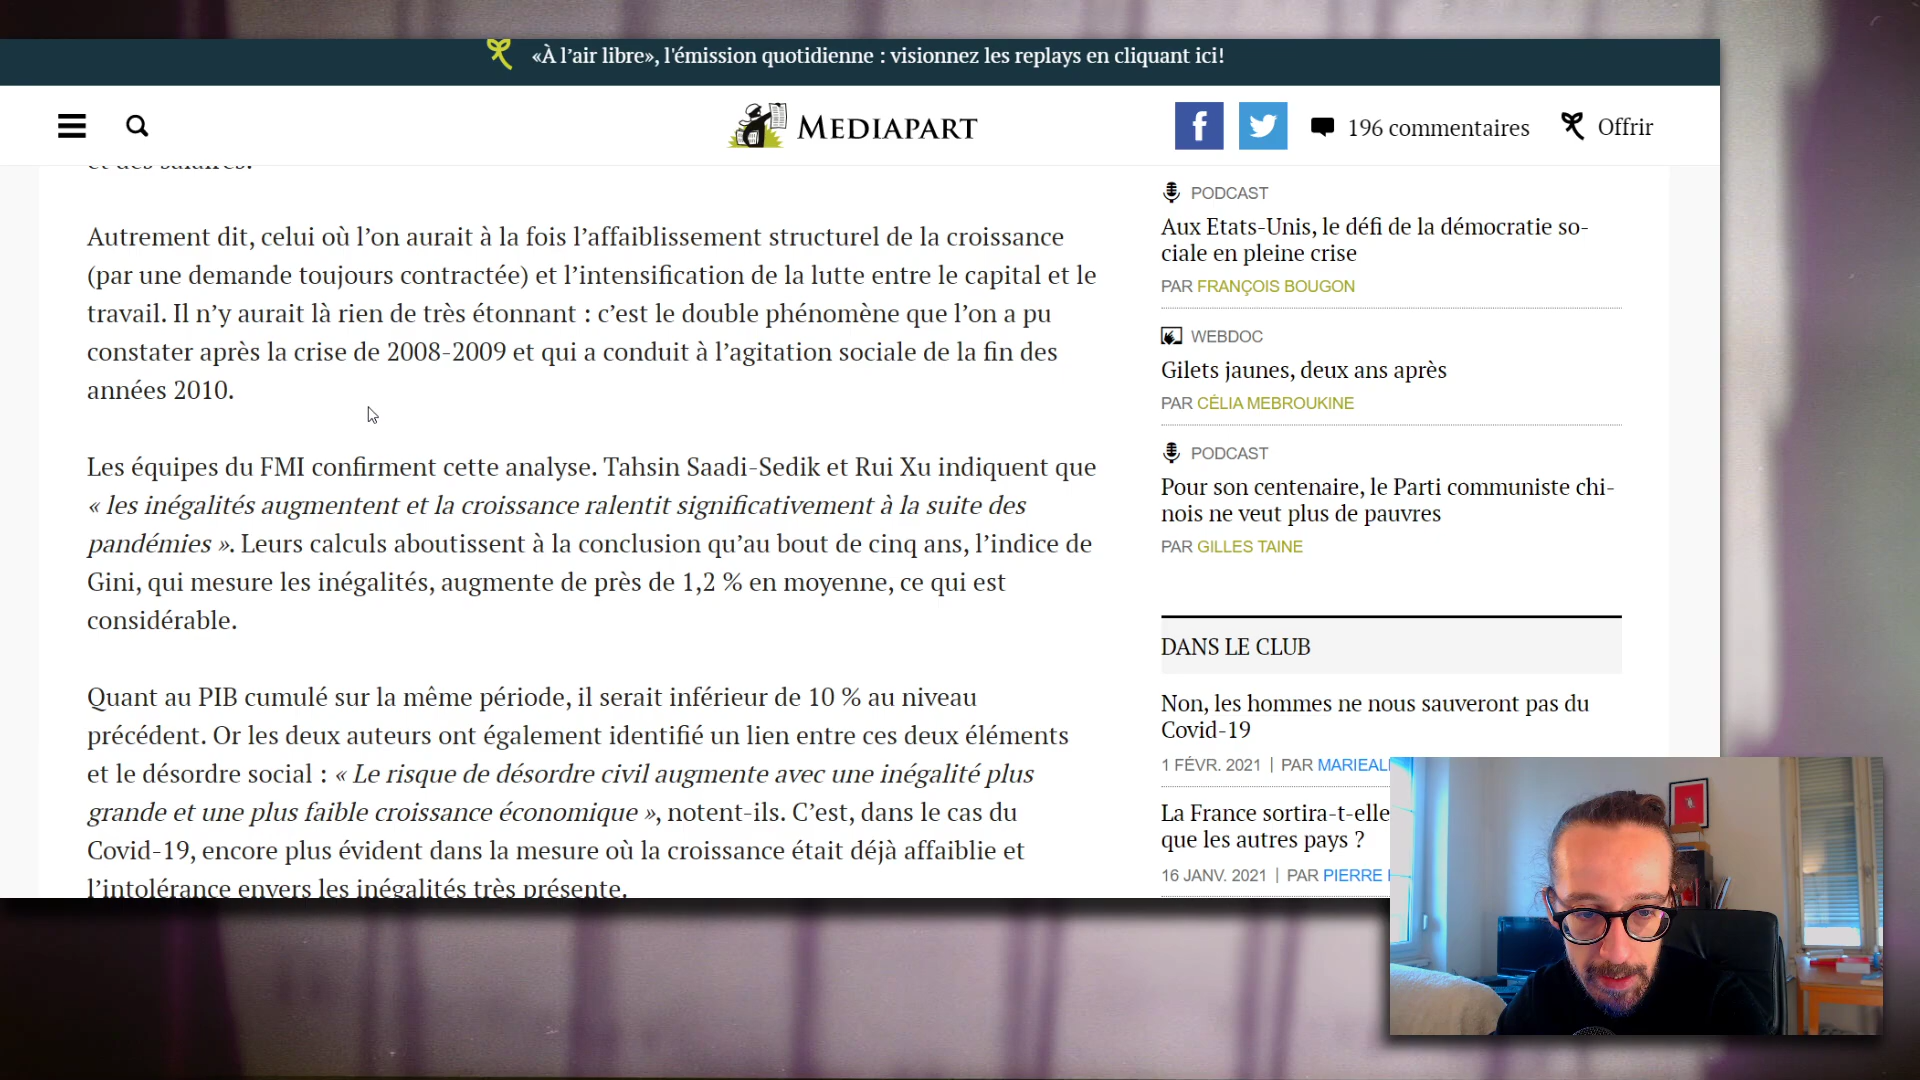 «À l’air libre», l'émission quotidienne : visionnez les replays en cliquant ici!
MEDIAPART
f
196 commentaires
Offrir
et des salaires.
Autrement dit, celui où l’on aurait à la fois l’affaiblissement structurel de la croissance
(par une demande toujours contractée) et l’intensification de la lutte entre le capital et le
travail. Il n’y aurait là rien de très étonnant : c’est le double phénomène que l’on a pu
constater après la crise de 2008-2009 et qui a conduit à l’agitation sociale de la fin des
années 2010.
Les équipes du FMI confirment cette analyse. Tahsin Saadi-Sedik et Rui Xu indiquent que
« les inégalités augmentent et la croissance ralentit significativement à la suite des
pandémies ». Leurs calculs aboutissent à la conclusion qu’au bout de cinq ans, l’indice de
Gini, qui mesure les inégalités, augmente de près de 1,2 % en moyenne, ce qui est
considérable.
Quant au PIB cumulé sur la même période, il serait inférieur de 10 % au niveau
précédent. Or les deux auteurs ont également identifié un lien entre ces deux éléments
et le désordre social : « Le risque de désordre civil augmente avec une inégalité plus
grande et une plus faible croissance économique », notent-ils. C’est, dans le cas du
Covid-19, encore plus évident dans la mesure où la croissance était déjà affaiblie et
l’intolérance envers les inégalités très présente.
PODCAST
Aux Etats-Unis, le défi de la démocratie so-
ciale en pleine crise
PAR FRANÇOIS BOUGON
WEBDOC
Gilets jaunes, deux ans après
PAR CÉLIA MEBROUKINE
PODCAST
Pour son centenaire, le Parti communiste chi-
nois ne veut plus de pauvres
PAR GILLES TAINE
DANS LE CLUB
Non, les hommes ne nous sauveront pas du
Covid-19
1 FÉVR. 2021 | PAR MARIEAL
La France sortira-t-elle
que les autres pays ?
16 JANV. 2021 | PAR PIERRE